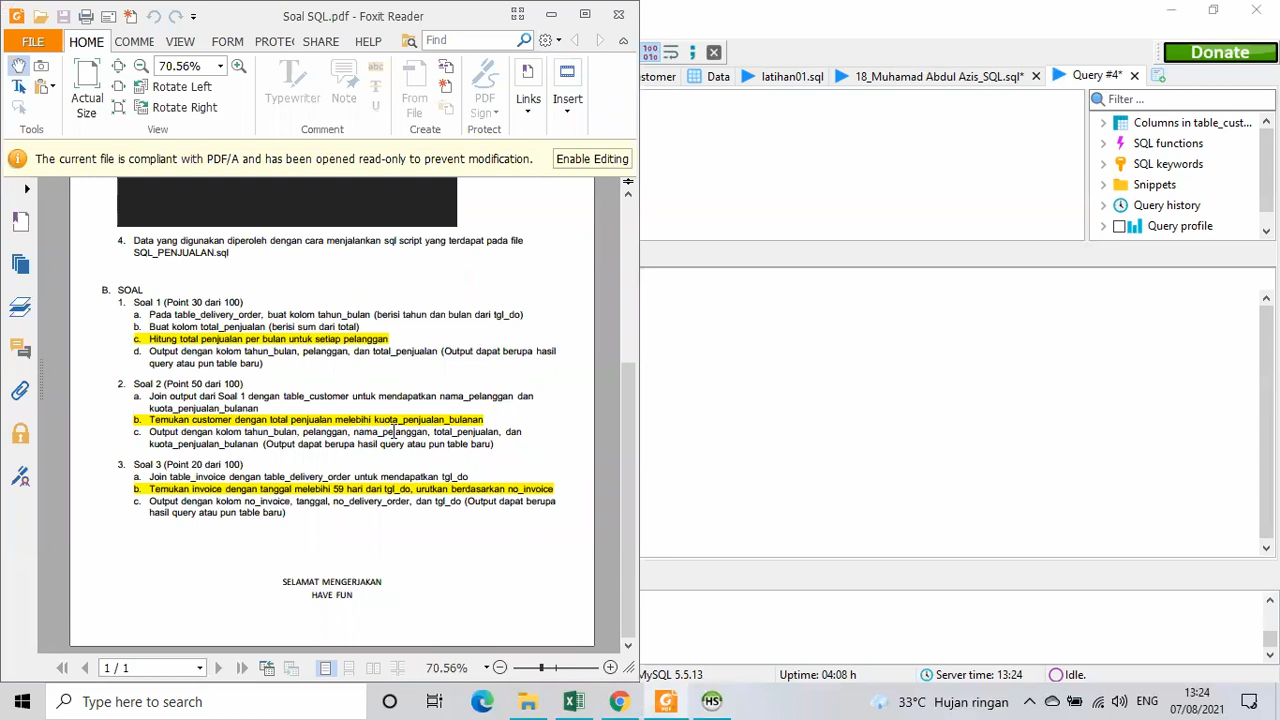 Soal SQL.pdf - Foxit Reader
FILE HOME COMME VIEW FORM PROTEC SHARE HELP Find
70.56%
Actual Size
Rotate Left
Rotate Right
Typewriter
Note
From File
PDF Sign
Links
Insert
Tools View Comment Create Protect
The current file is compliant with PDF/A and has been opened read-only to prevent modification. Enable Editing
4. Data yang digunakan diperoleh dengan cara menjalankan sql script yang terdapat pada file
SQL_PENJUALAN.sql
B. SOAL
1. Soal 1 (Point 30 dari 100)
a. Pada table_delivery_order, buat kolom tahun_bulan (berisi tahun dan bulan dari tgl_do)
b. Buat kolom total_penjualan (berisi sum dari total)
c. Hitung total penjualan per bulan untuk setiap pelanggan
d. Output dengan kolom tahun_bulan, pelanggan, dan total_penjualan (Output dapat berupa hasil
query atau pun table baru)
2. Soal 2 (Point 50 dari 100)
a. Join output dari Soal 1 dengan table_customer untuk mendapatkan nama_pelanggan dan
kuota_penjualan_bulanan
b. Temukan customer dengan total penjualan melebihi kuota_penjualan_bulanan
c. Output dengan kolom tahun_bulan, pelanggan, nama_pelanggan, total_penjualan, dan
kuota_penjualan_bulanan (Output dapat berupa hasil query atau pun table baru)
3. Soal 3 (Point 20 dari 100)
a. Join table_invoice dengan table_delivery_order untuk mendapatkan tgl_do
b. Temukan invoice dengan tanggal melebihi 59 hari dari tgl_do, urutkan berdasarkan no_invoice
c. Output dengan kolom no_invoice, tanggal, no_delivery_order, dan tgl_do (Output dapat berupa
hasil query atau pun table baru)
SELAMAT MENGERJAKAN
HAVE FUN
1 / 1
70.56%
Donate
stomer Data latihan01.sql 18_Muhamad Abdul Azis_SQL.sql* Query #4*
Filter ...
Columns in table_cust...
SQL functions
SQL keywords
Snippets
Query history
Query profile
MySQL 5.5.13 Uptime: 04:08 h Server time: 13:24 Idle.
Type here to search
33°C Hujan ringan
ENG
13:24
07/08/2021